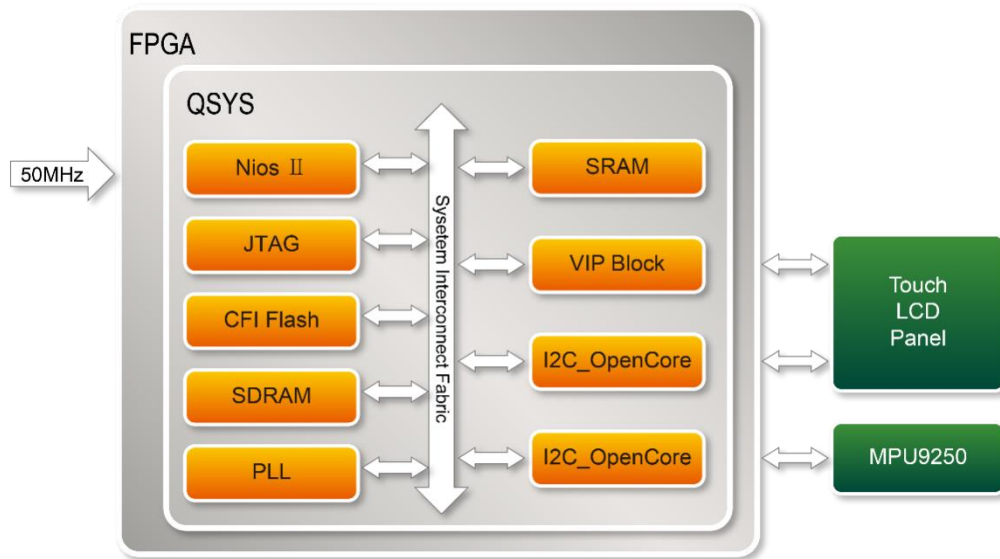 FPGA
QSYS
50MHz
Nios II
JTAG
CFI Flash
SDRAM
PLL
Sysetem Interconnect Fabric
SRAM
VIP Block
I2C_OpenCore
I2C_OpenCore
Touch
LCD
Panel
MPU9250